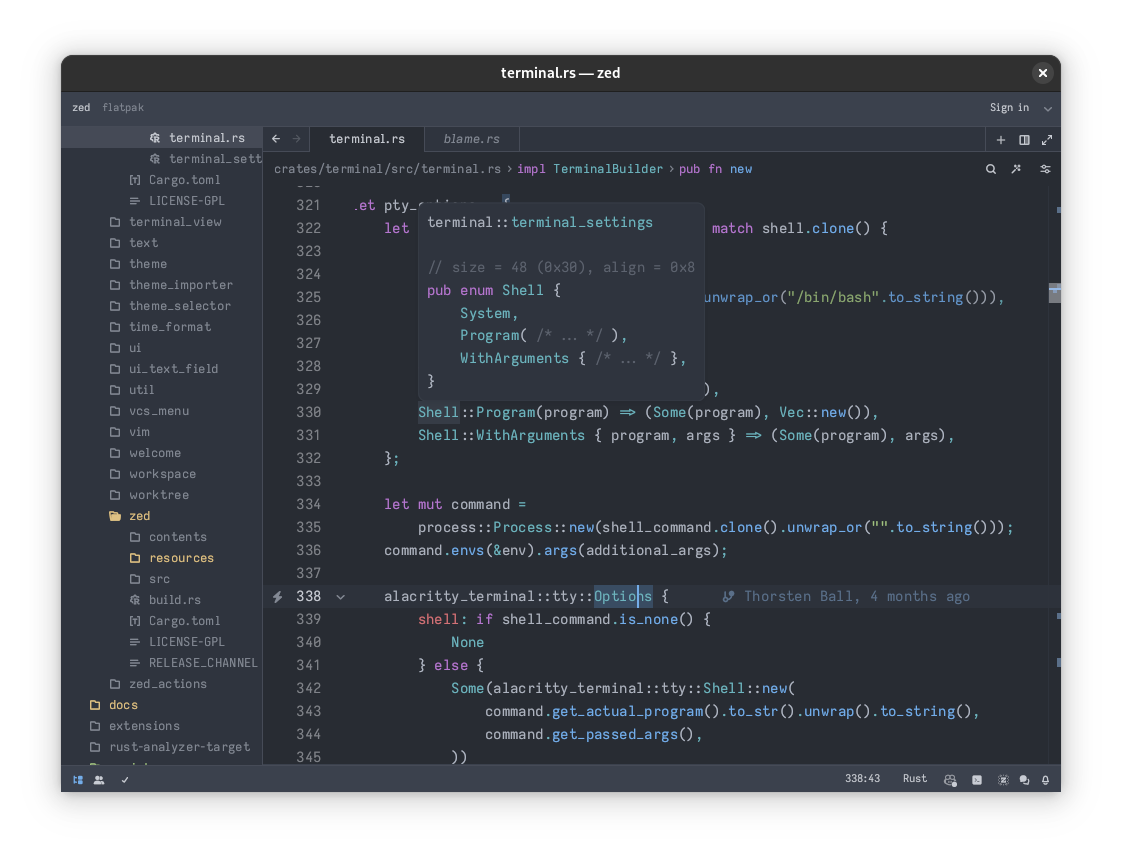 terminal.rs — zed
zed flatpak
Sign in
terminal.rs
terminal_sett
Cargo.toml
LICENSE-GPL
terminal_view
text
theme
theme_importer
theme_selector
time_format
ui
ui_text_field
util
vcs_menu
vim
welcome
workspace
worktree
zed
contents
resources
src
build.rs
Cargo.toml
LICENSE-GPL
RELEASE_CHANNEL
zed_actions
docs
extensions
rust-analyzer-target
terminal.rs blame.rs
crates/terminal/src/terminal.rs › impl TerminalBuilder › pub fn new
321 .et pty_
322 let match shell.clone() {
323
324
325 unwrap_or("/bin/bash".to_string())),
326
327
328
329 ),
terminal::terminal_settings
// size = 48 (0x30), align = 0x8
pub enum Shell {
System,
Program( /* ... */ ),
WithArguments { /* ... */ },
}
330 Shell::Program(program) => (Some(program), Vec::new()),
331 Shell::WithArguments { program, args } => (Some(program), args),
332 };
333
334 let mut command =
335 process::Process::new(shell_command.clone().unwrap_or("".to_string()));
336 command.envs(&env).args(additional_args);
337
338 alacritty_terminal::tty::Options { Thorsten Ball, 4 months ago
339 shell: if shell_command.is_none() {
340 None
341 } else {
342 Some(alacritty_terminal::tty::Shell::new(
343 command.get_actual_program().to_str().unwrap().to_string(),
344 command.get_passed_args(),
345 ))
338:43 Rust